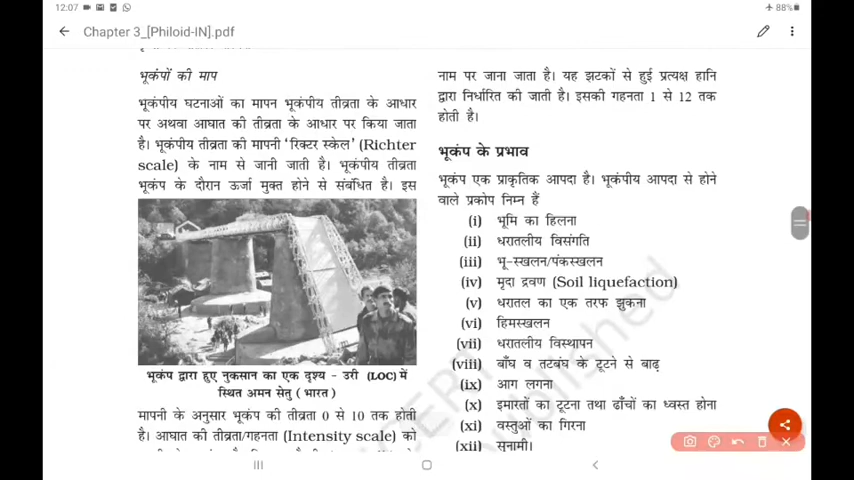 12:07
88%
Chapter 3_[Philoid-IN].pdf
भूकंपों की माप
भूकंपीय घटनाओं का मापन भूकंपीय तीव्रता के आधार
पर अथवा आघात की तीव्रता के आधार पर किया जाता
है। भूकंपीय तीव्रता की मापनी ‘रिक्टर स्केल’ (Richter
scale) के नाम से जानी जाती है। भूकंपीय तीव्रता
भूकंप के दौरान ऊर्जा मुक्त होने से संबंधित है। इस
भूकंप द्वारा हुए नुकसान का एक दृश्य - उरी (LOC) में
स्थित अमन सेतु (भारत)
मापनी के अनुसार भूकंप की तीव्रता 0 से 10 तक होती
है। आघात की तीव्रता/गहनता (Intensity scale) को
नाम पर जाना जाता है। यह झटकों से हुई प्रत्यक्ष हानि
द्वारा निर्धारित की जाती है। इसकी गहनता 1 से 12 तक
होती है।
भूकंप के प्रभाव
भूकंप एक प्राकृतिक आपदा है। भूकंपीय आपदा से होने
वाले प्रकोप निम्न हैं
(i) भूमि का हिलना
(ii) धरातलीय विसंगति
(iii) भू-स्खलन/पंकस्खलन
(iv) मृदा द्रवण (Soil liquefaction)
(v) धरातल का एक तरफ झुकना
(vi) हिमस्खलन
(vii) धरातलीय विस्थापन
(viii) बाँध व तटबंध के टूटने से बाढ़
(ix) आग लगना
(x) इमारतों का टूटना तथा ढाँचों का ध्वस्त होना
(xi) वस्तुओं का गिरना
(xii) सुनामी।